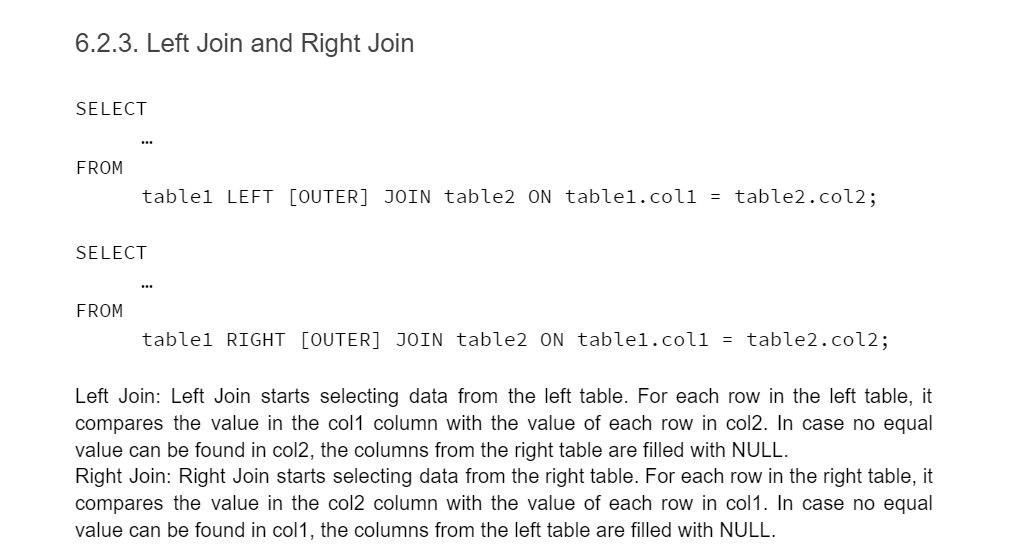 6.2.3. Left Join and Right Join
SELECT
…
FROM
table1 LEFT [OUTER] JOIN table2 ON table1.col1 = table2.col2;
SELECT
…
FROM
table1 RIGHT [OUTER] JOIN table2 ON table1.col1 = table2.col2;
Left Join: Left Join starts selecting data from the left table. For each row in the left table, it
compares the value in the col1 column with the value of each row in col2. In case no equal
value can be found in col2, the columns from the right table are filled with NULL.
Right Join: Right Join starts selecting data from the right table. For each row in the right table, it
compares the value in the col2 column with the value of each row in col1. In case no equal
value can be found in col1, the columns from the left table are filled with NULL.